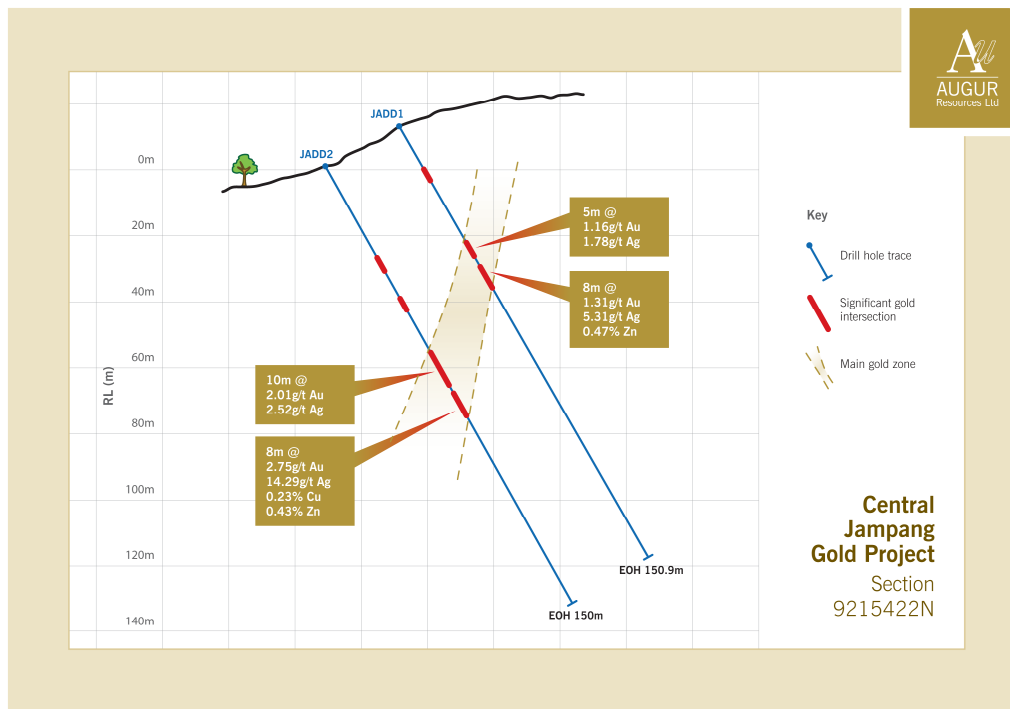 Au
AUGUR
Resources Ltd
JADD1
JADD2
0m
20m
40m
60m
80m
100m
120m
140m
RL (m)
5m @
1.16g/t Au
1.78g/t Ag
8m @
1.31g/t Au
5.31g/t Ag
0.47% Zn
10m @
2.01g/t Au
2.52g/t Ag
8m @
2.75g/t Au
14.29g/t Ag
0.23% Cu
0.43% Zn
EOH 150.9m
EOH 150m
Key
Drill hole trace
Significant gold
intersection
Main gold zone
Central
Jampang
Gold Project
Section
9215422N